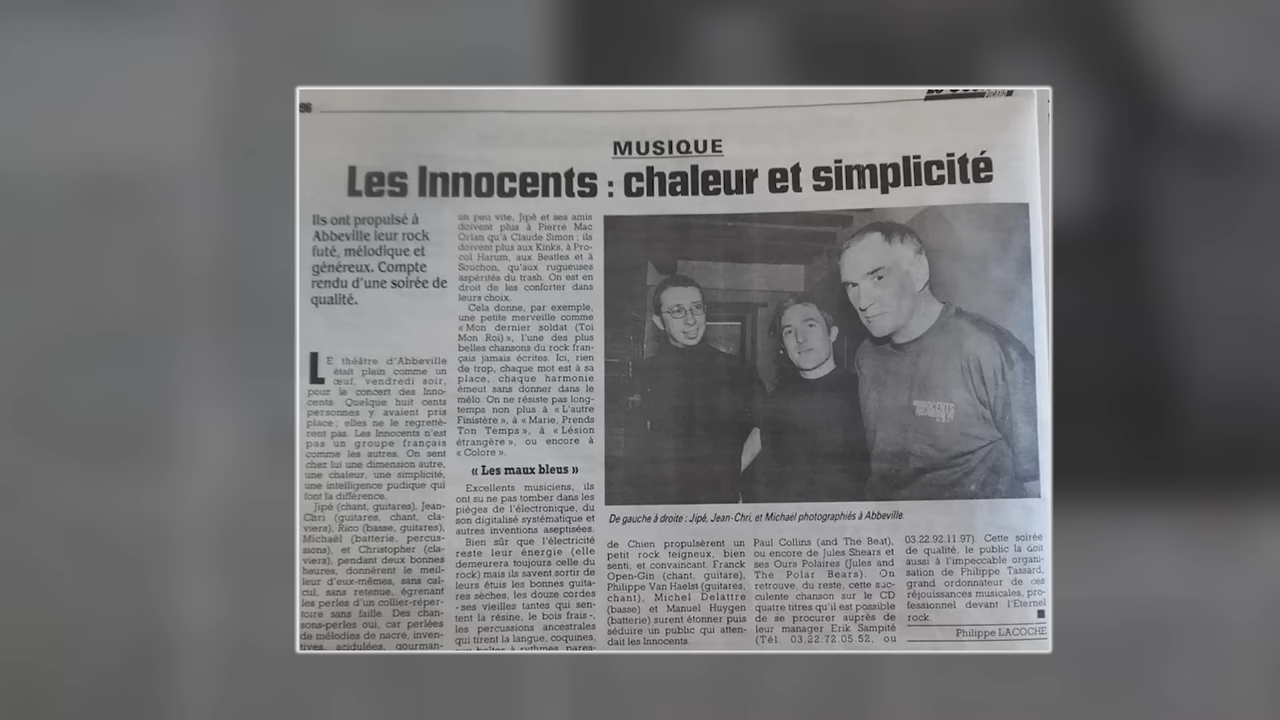 MUSIQUE
Les Innocents : chaleur et simplicité
Ils ont propulsé à
Abbeville leur rock
futé, mélodique et
généreux. Compte
rendu d'une soirée de
qualité.
LE théâtre d'Abbeville
était plein comme un
œuf, vendredi soir,
pour le concert des Inno-
cents. Quelque huit cents
personnes y avaient pris
place ; elles ne le regrettè-
rent pas. Les Innocents n'est
pas un groupe français
comme les autres. On sent
chez lui une dimension autre,
une chaleur, une simplicité,
une intelligence pudique qui
font la différence.
Jipé (chant, guitares), Jean-
Chri (guitares, chant, cla-
viers), Rico (basse, guitares),
Michaël (batterie, percus-
sions), et Christopher (cla-
viers), pendant deux bonnes
heures, donnèrent le meil-
leur d'eux-mêmes, sans cal-
cul, sans retenue, égrenant
les perles d'un collier-réper-
toire sans faille. Des chan-
sons-perles oui, car perlées
de mélodies de nacre, inven-
tives, acidulées, gourman-
un peu vite, Jipé et ses amis
doivent plus à Pierre Mac
Orlan qu'à Claude Simon ; ils
doivent plus aux Kinks, à Pro-
col Harum, aux Beatles et à
Souchon, qu'aux rugueuses
aspérités du trash. On est en
droit de les conforter dans
leurs choix.
Cela donne, par exemple,
une petite merveille comme
« Mon dernier soldat (Toi
Mon Roi) », l'une des plus
belles chansons du rock fran-
çais jamais écrites. Ici, rien
de trop, chaque mot est à sa
place, chaque harmonie
émeut sans donner dans le
mélo. On ne résiste pas long-
temps non plus à « L'autre
Finistère », à « Marie, Prends
Ton Temps », à « Lésion
étrangère », ou encore à
« Colore ».
« Les maux bleus »
Excellents musiciens, ils
ont su ne pas tomber dans les
pièges de l'électronique, du
son digitalisé systématique et
autres inventions aseptisées.
Bien sûr que l'électricité
reste leur énergie (elle
demeurera toujours celle du
rock) mais ils savent sortir de
leurs étuis les bonnes guita-
res sèches, les douze cordes
- ses vieilles tantes qui sen-
tent la résine, le bois frais -,
les percussions ancestrales
qui tirent la langue, coquines,
aux boîtes à rythmes pares-
INNOCENTS
De gauche à droite : Jipé, Jean-Chri, et Michaël photographiés à Abbeville.
de Chien propulsèrent un
petit rock teigneux, bien
senti, et convaincant. Franck
Open-Gin (chant, guitare),
Philippe Van Haelst (guitares,
chant), Michel Delattre
(basse) et Manuel Huygen
(batterie) surent étonner puis
séduire un public qui atten-
dait les Innocents.
Paul Collins (and The Beat),
ou encore de Jules Shears et
ses Ours Polaires (Jules and
The Polar Bears). On
retrouve, du reste, cette suc-
culente chanson sur le CD
quatre titres qu'il est possible
de se procurer auprès de
leur manager Erik Sampité
(Tél. 03.22.72.05.52, ou
03.22.92.11.97). Cette soirée
de qualité, le public la doit
aussi à l'impeccable organi-
sation de Philippe Tassard,
grand ordonnateur de ces
réjouissances musicales, pro-
fessionnel devant l'Eternel
rock.
Philippe LACOCHE